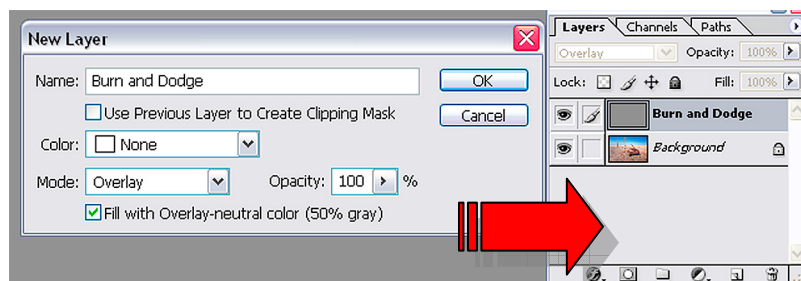 New Layer
Name: Burn and Dodge
OK
Use Previous Layer to Create Clipping Mask
Cancel
Color: None
Mode: Overlay Opacity: 100 %
Fill with Overlay-neutral color (50% gray)
Layers Channels Paths
Overlay Opacity: 100%
Lock: Fill: 100%
Burn and Dodge
Background